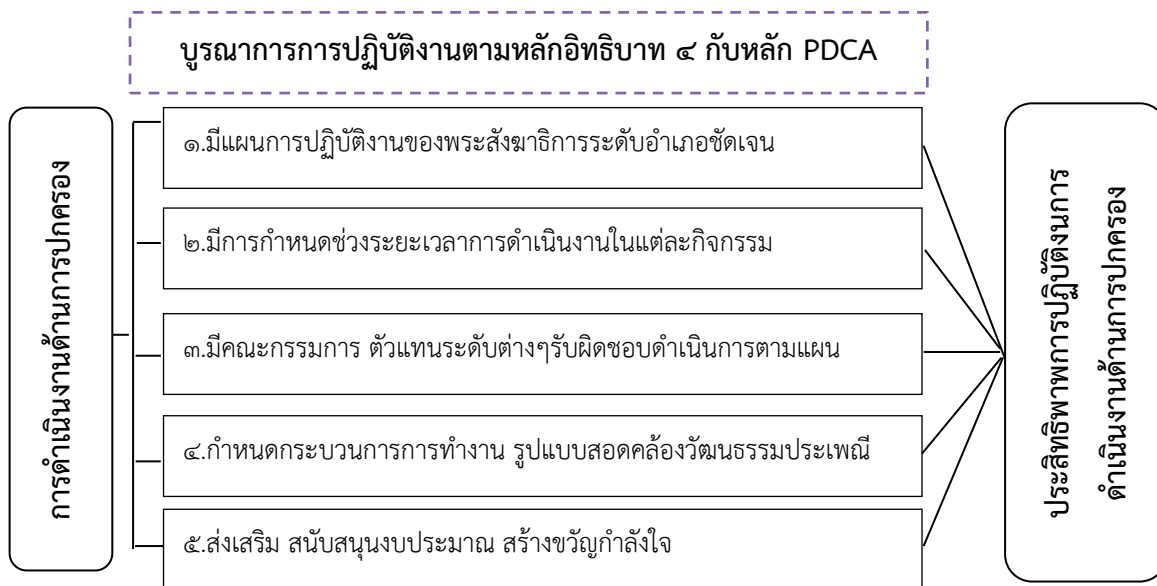 บูรณาการการปฏิบัติงานตามหลักอิทธิบาท ๔ กับหลัก PDCA
การดำเนินงานด้านการปกครอง
๑.มีแผนการปฏิบัติงานของพระสังฆาธิการระดับอำเภอชัดเจน
๒.มีการกำหนดช่วงระยะเวลาการดำเนินงานในแต่ละกิจกรรม
๓.มีคณะกรรมการ ตัวแทนระดับต่างๆรับผิดชอบดำเนินการตามแผน
๔.กำหนดกระบวนการการทำงาน รูปแบบสอดคล้องวัฒนธรรมประเพณี
๕.ส่งเสริม สนับสนุนงบประมาณ สร้างขวัญกำลังใจ
ประสิทธิพาพการปฏิบัติงนการ
ดำเนินงานด้านการปกครอง